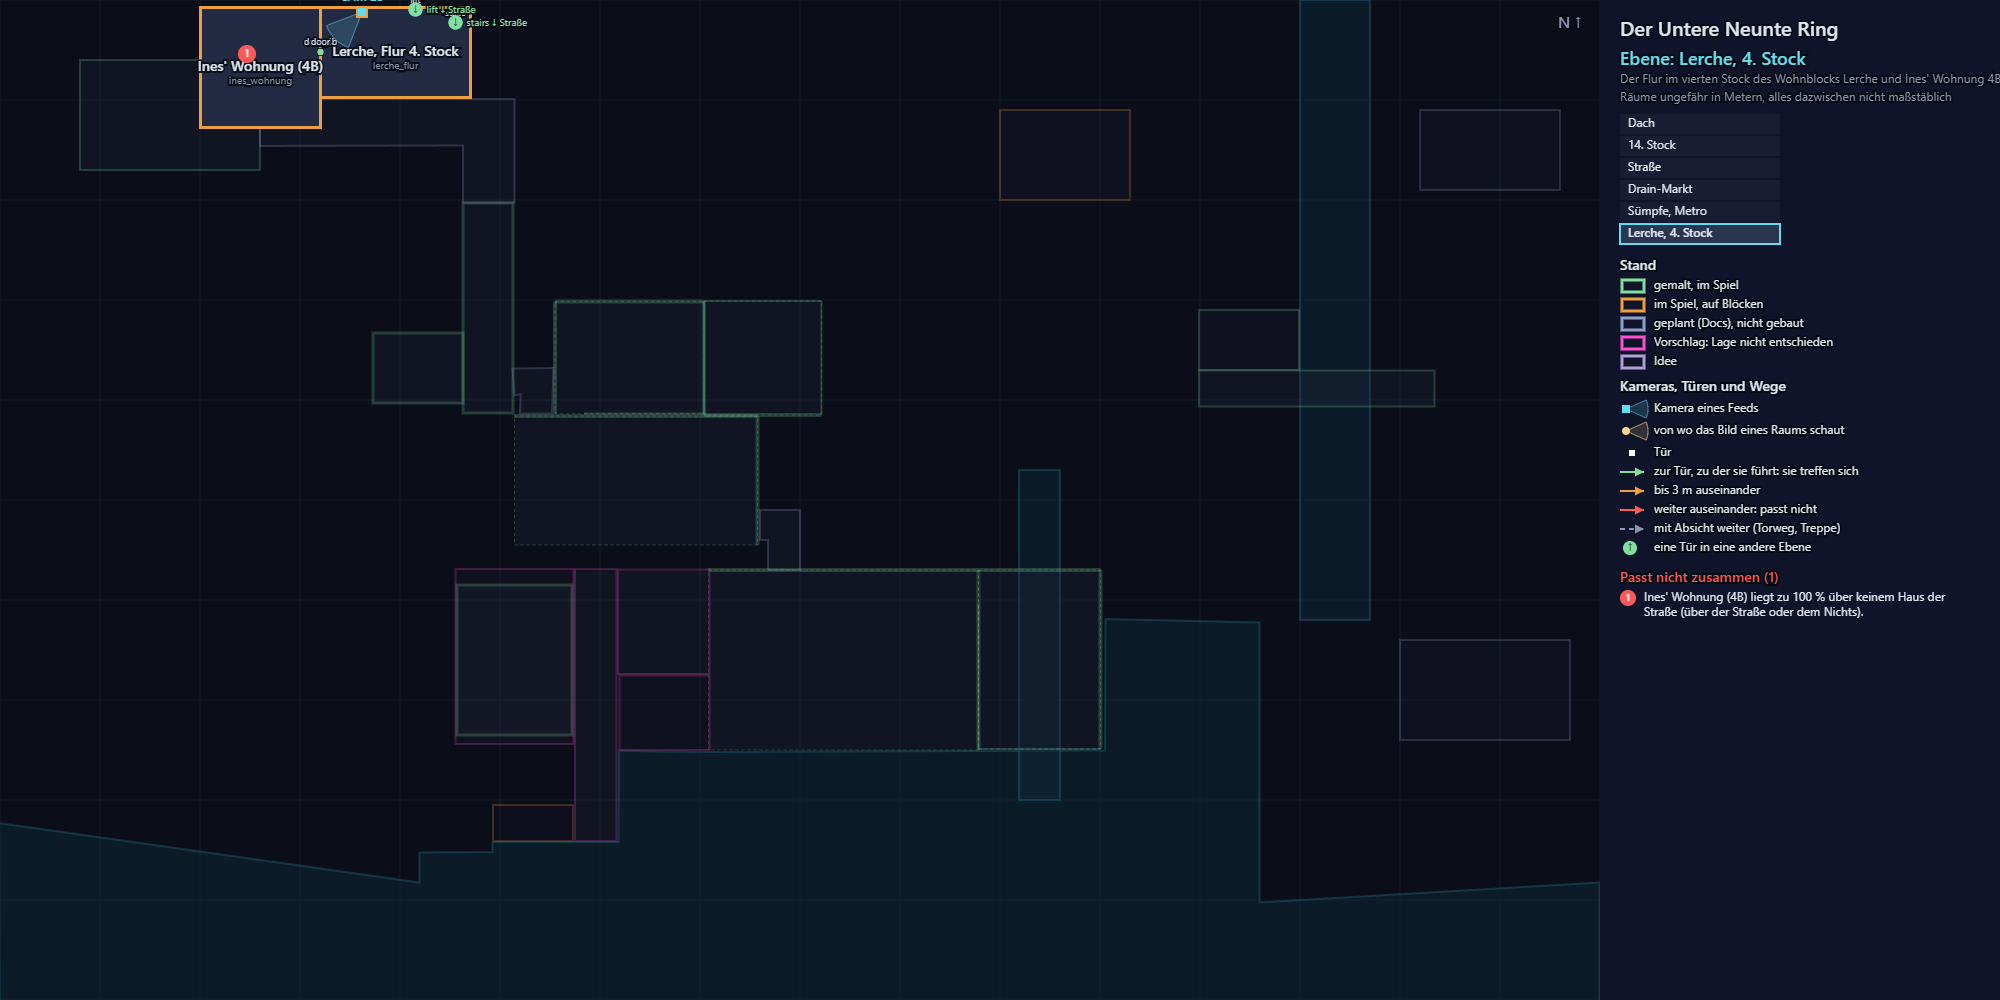 lift ↓ Straße
stairs ↓ Straße
d door.b
1
Lerche, Flur 4. Stock
lerche_flur
Ines' Wohnung (4B)
ines_wohnung
N ↑
Der Untere Neunte Ring
Ebene: Lerche, 4. Stock
Der Flur im vierten Stock des Wohnblocks Lerche und Ines' Wohnung 4B
Räume ungefähr in Metern, alles dazwischen nicht maßstäblich
Dach
14. Stock
Straße
Drain-Markt
Sümpfe, Metro
Lerche, 4. Stock
Stand
gemalt, im Spiel
im Spiel, auf Blöcken
geplant (Docs), nicht gebaut
Vorschlag: Lage nicht entschieden
Idee
Kameras, Türen und Wege
Kamera eines Feeds
von wo das Bild eines Raums schaut
Tür
zur Tür, zu der sie führt: sie treffen sich
bis 3 m auseinander
weiter auseinander: passt nicht
mit Absicht weiter (Torweg, Treppe)
↑ eine Tür in eine andere Ebene
Passt nicht zusammen (1)
1 Ines' Wohnung (4B) liegt zu 100 % über keinem Haus der
Straße (über der Straße oder dem Nichts).